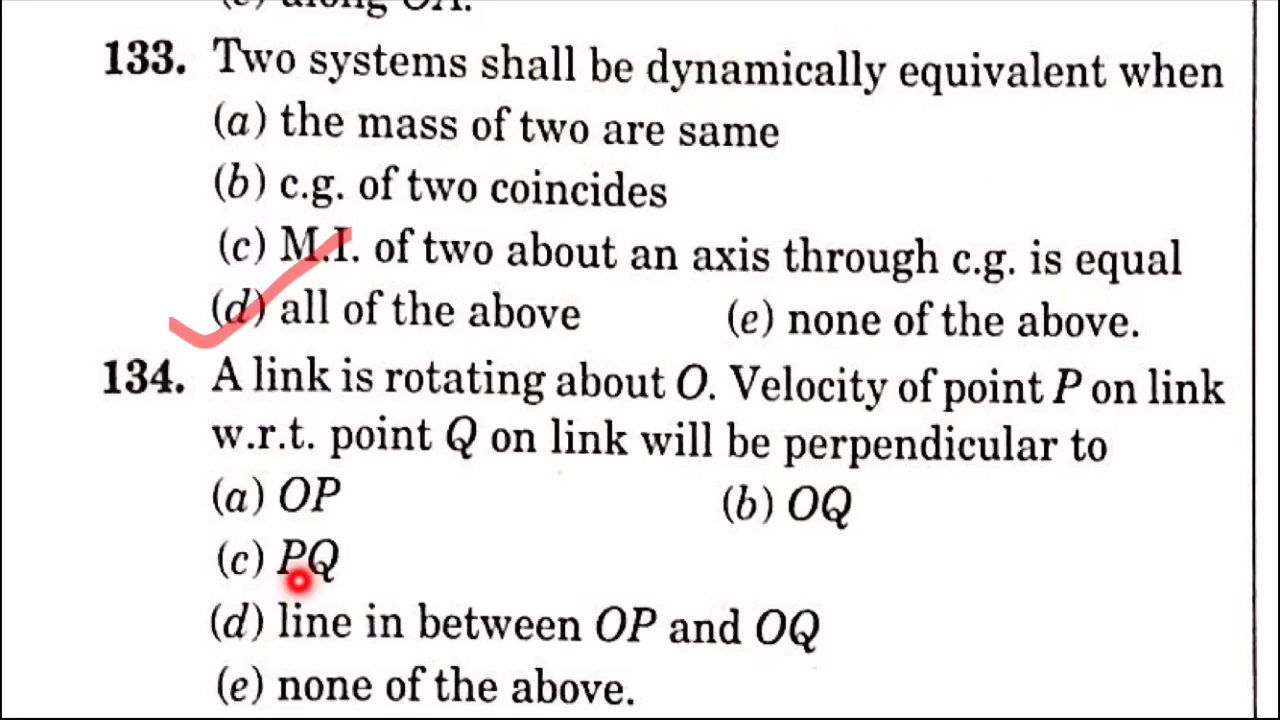 (c) along OA.
133. Two systems shall be dynamically equivalent when
(a) the mass of two are same
(b) c.g. of two coincides
(c) M.I. of two about an axis through c.g. is equal
(d) all of the above (e) none of the above.
134. A link is rotating about O. Velocity of point P on link
w.r.t. point Q on link will be perpendicular to
(a) OP (b) OQ
(c) PQ
(d) line in between OP and OQ
(e) none of the above.